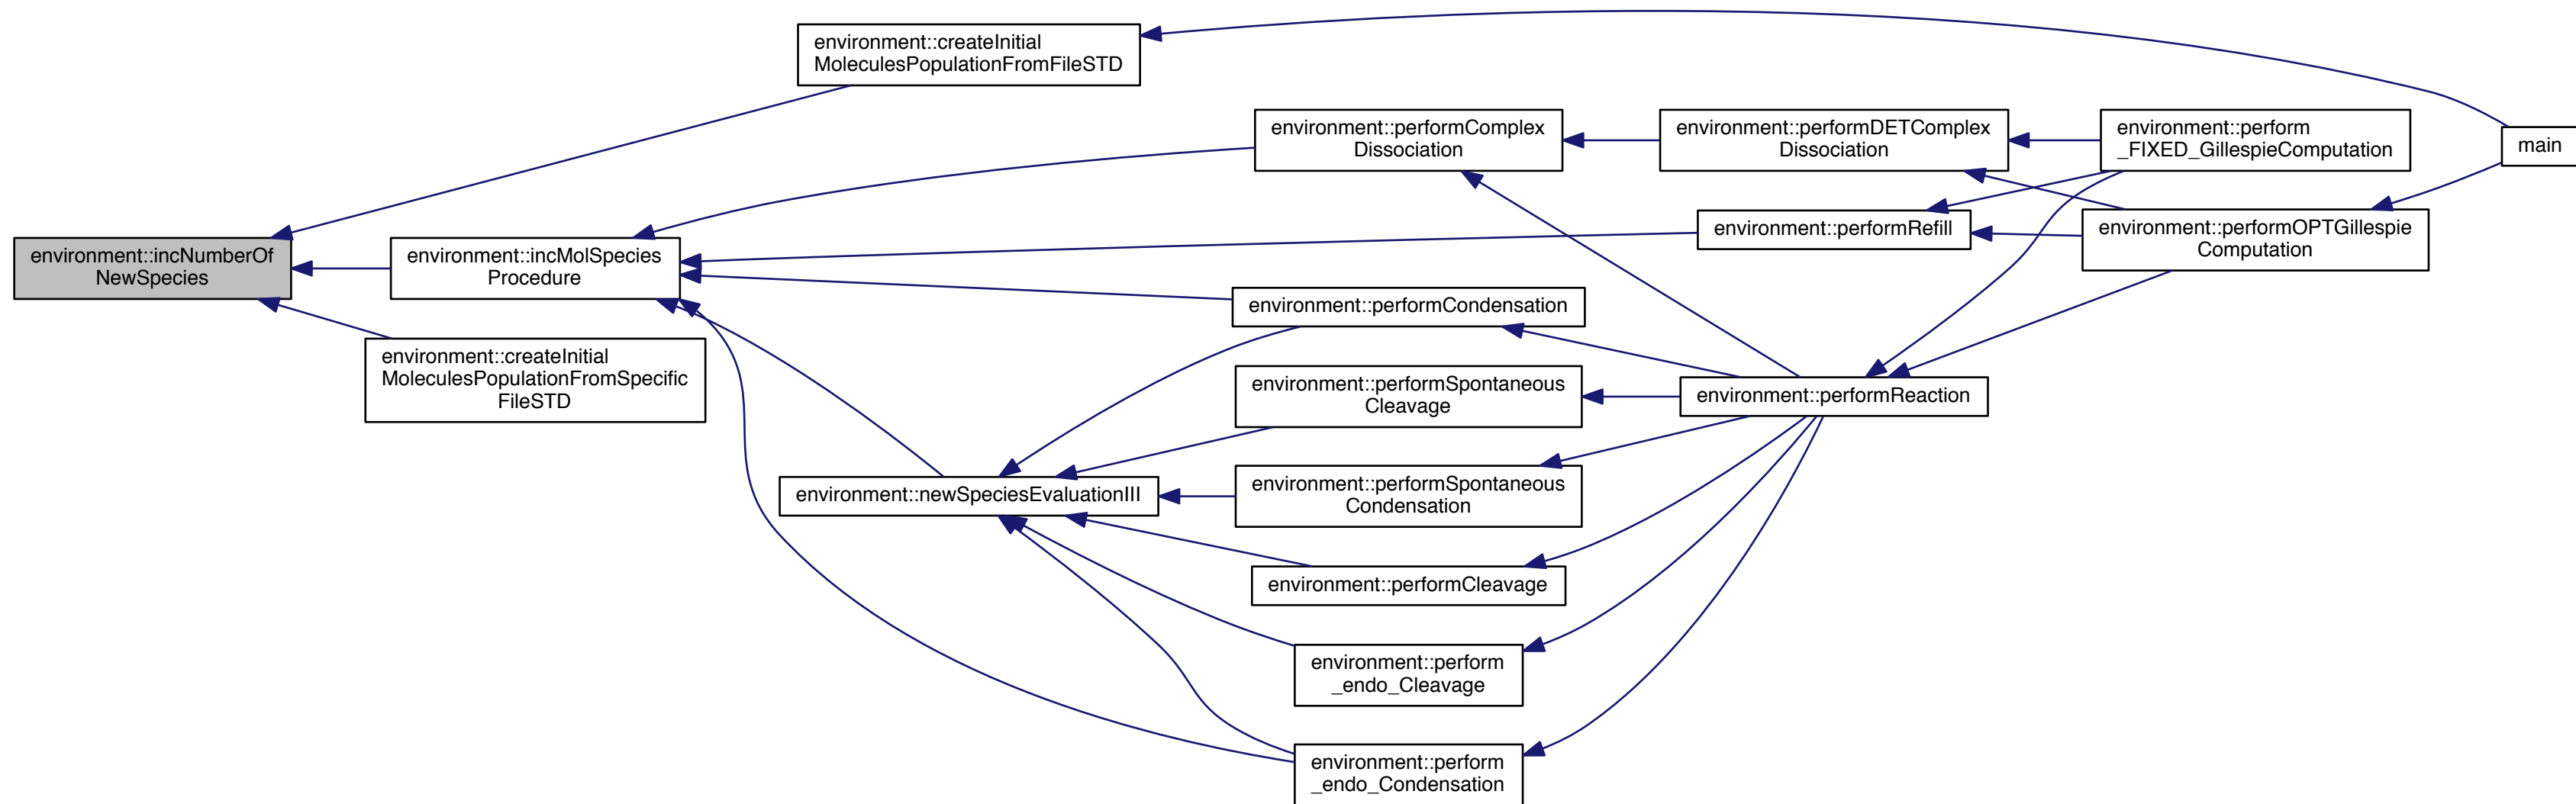 environment::createInitial
MoleculesPopulationFromFileSTD
environment::performComplex
Dissociation
environment::performDETComplex
Dissociation
environment::perform
_FIXED_GillespieComputation
main
environment::incNumberOf
NewSpecies
environment::incMolSpecies
Procedure
environment::performRefill
environment::performOPTGillespie
Computation
environment::createInitial
MoleculesPopulationFromSpecific
FileSTD
environment::performCondensation
environment::performSpontaneous
Cleavage
environment::performReaction
environment::newSpeciesEvaluationIII
environment::performSpontaneous
Condensation
environment::performCleavage
environment::perform
_endo_Cleavage
environment::perform
_endo_Condensation